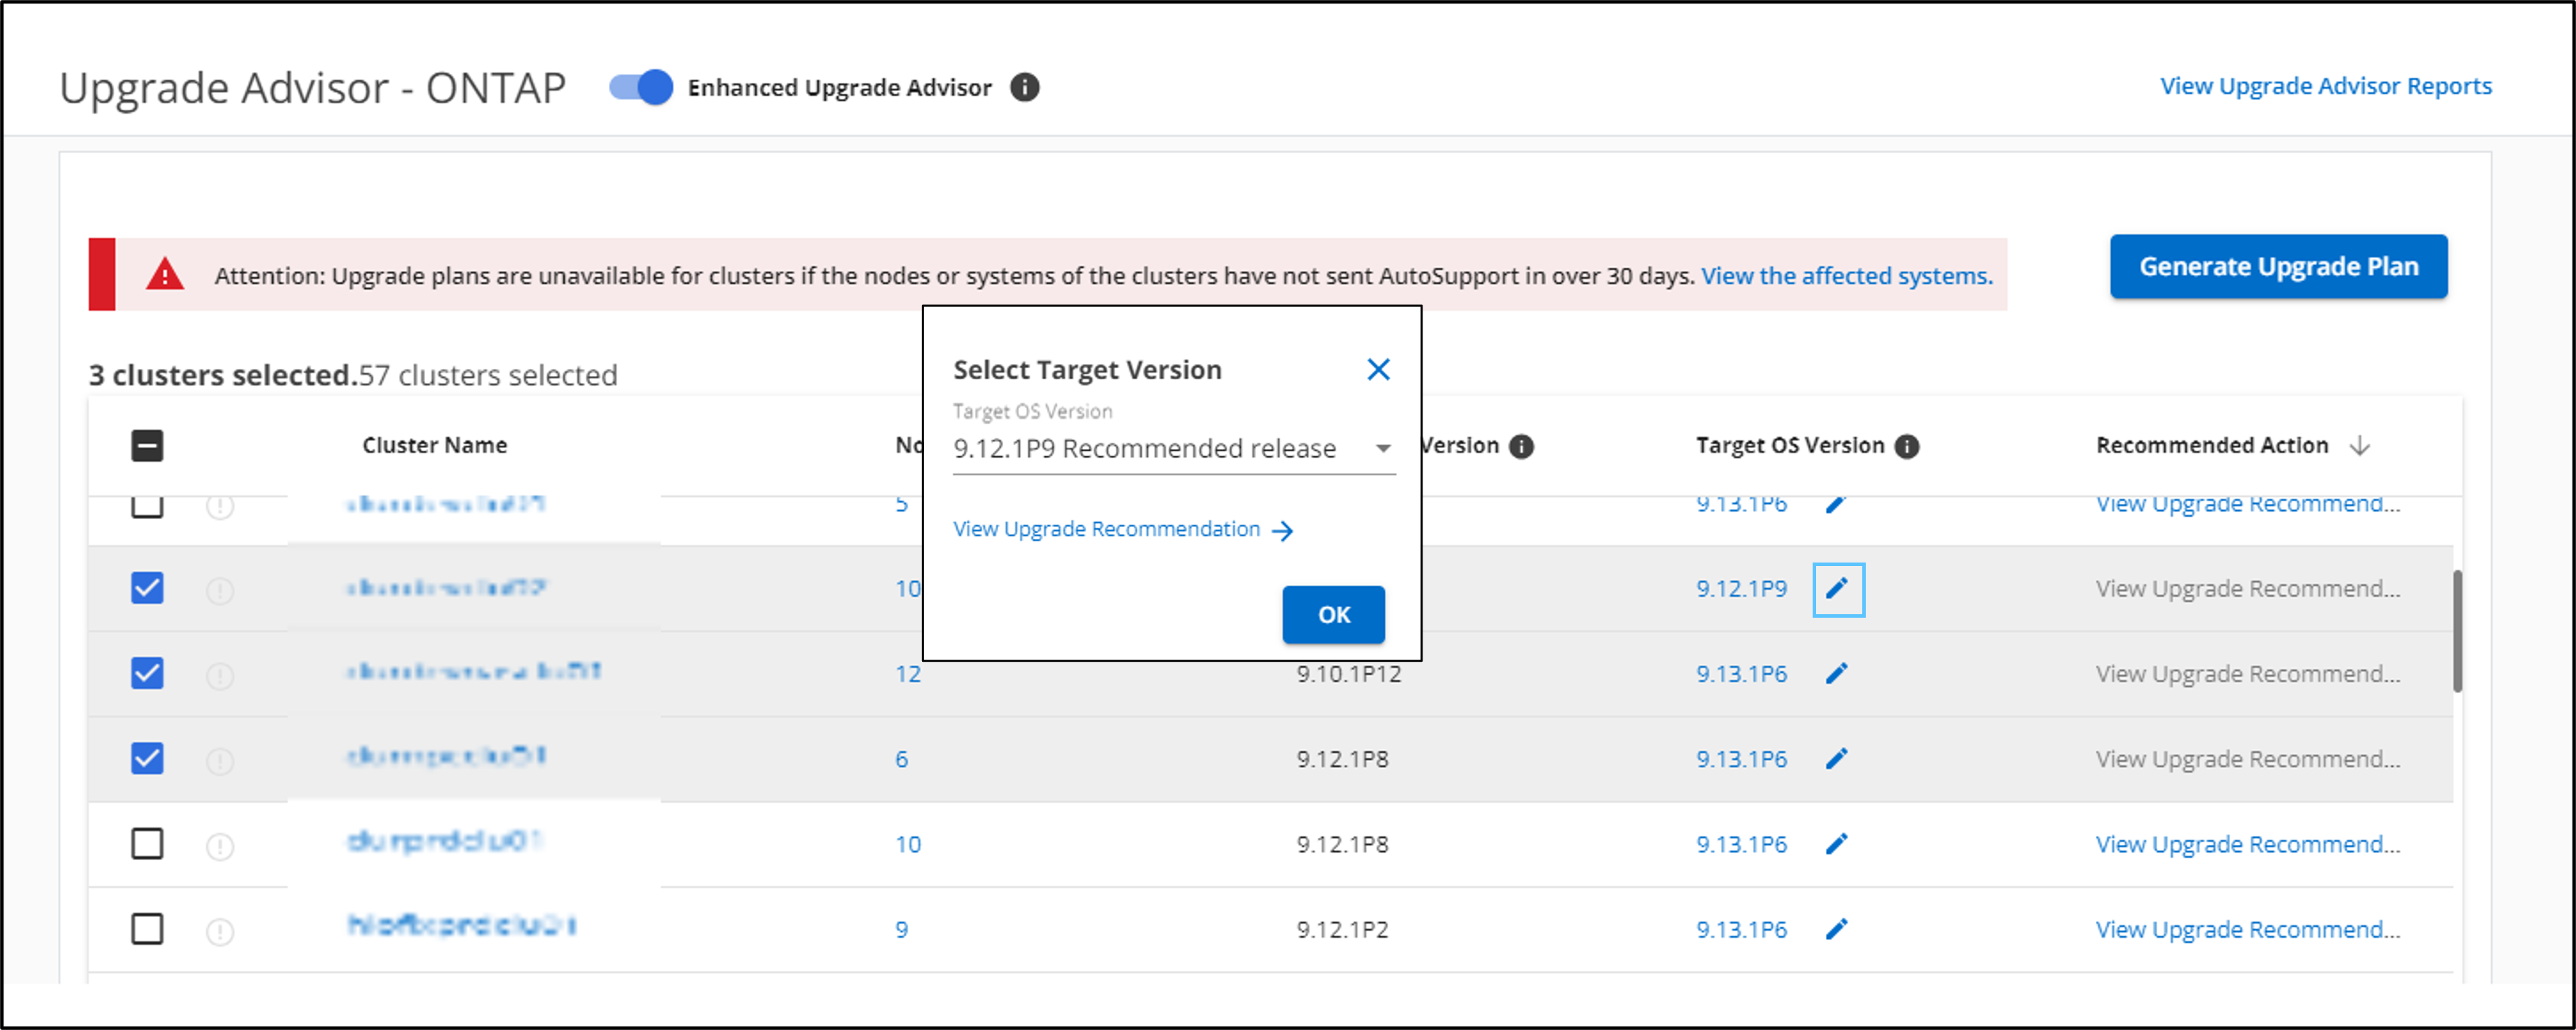 Upgrade Advisor - ONTAP Enhanced Upgrade Advisor View Upgrade Advisor Reports
Attention: Upgrade plans are unavailable for clusters if the nodes or systems of the clusters have not sent AutoSupport in over 30 days. View the affected systems.
Generate Upgrade Plan
3 clusters selected.57 clusters selected
Select Target Version
Target OS Version
9.12.1P9 Recommended release
View Upgrade Recommendation
OK
Cluster Name No Version Target OS Version Recommended Action
5 9.13.1P6 View Upgrade Recommend...
10 9.12.1P9 View Upgrade Recommend...
12 9.10.1P12 9.13.1P6 View Upgrade Recommend...
6 9.12.1P8 9.13.1P6 View Upgrade Recommend...
10 9.12.1P8 9.13.1P6 View Upgrade Recommend...
9 9.12.1P2 9.13.1P6 View Upgrade Recommend...